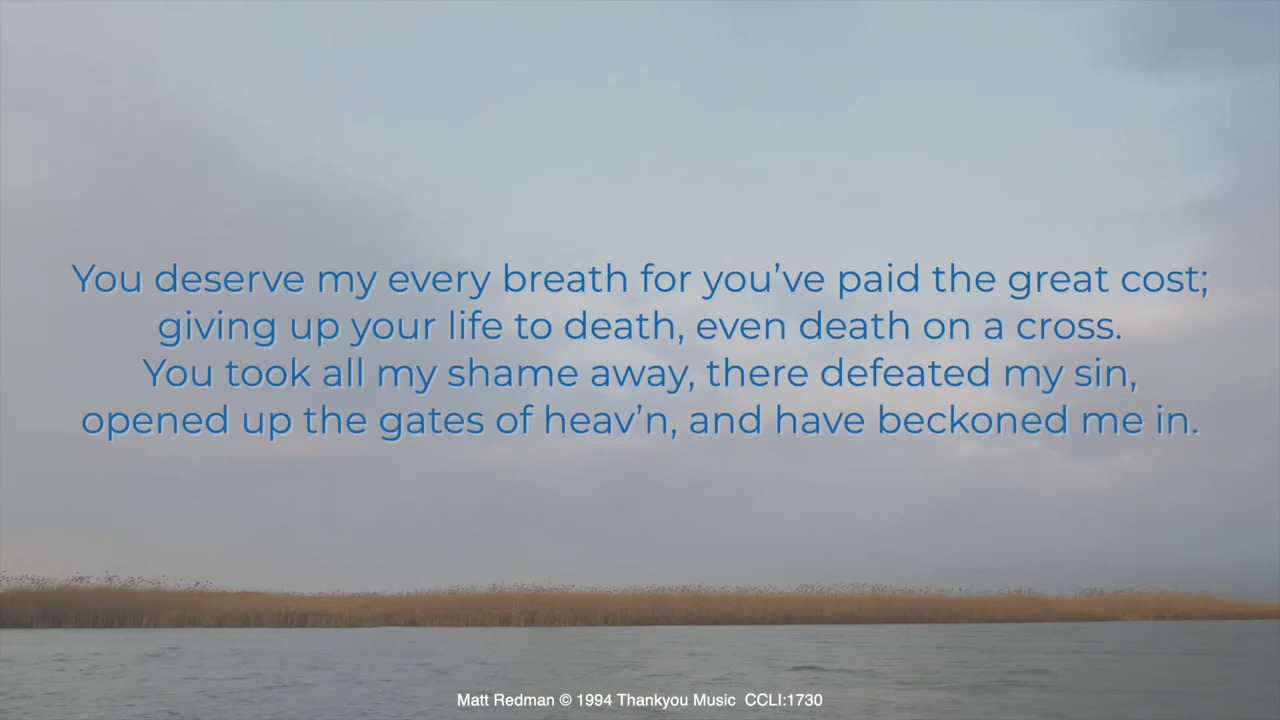 You deserve my every breath for you’ve paid the great cost;
giving up your life to death, even death on a cross.
You took all my shame away, there defeated my sin,
opened up the gates of heav’n, and have beckoned me in.
Matt Redman © 1994 Thankyou Music  CCLI:1730